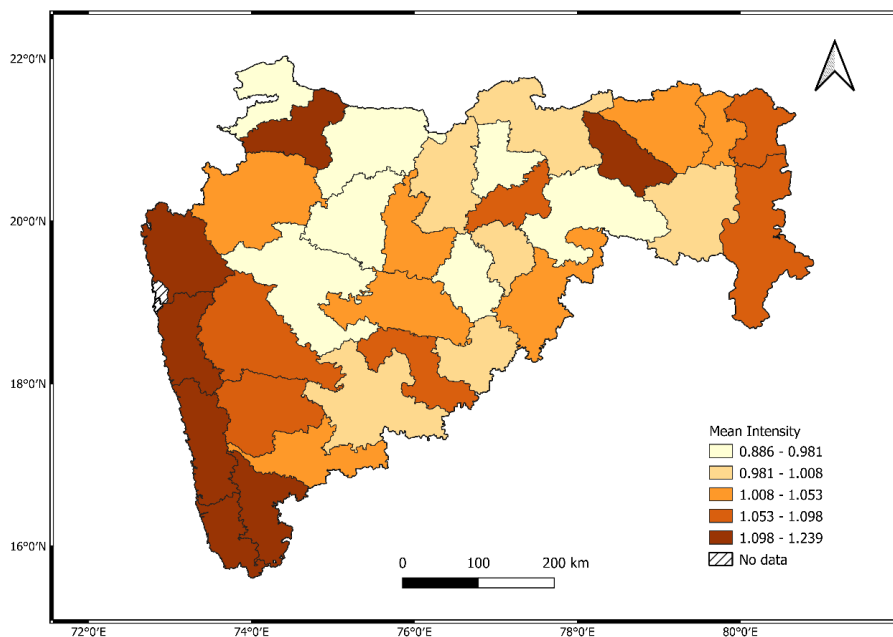 22°0'N
20°0'N
18°0'N
16°0'N
72°0'E
74°0'E
76°0'E
78°0'E
80°0'E
0
100
200 km
Mean Intensity
0.886 - 0.981
0.981 - 1.008
1.008 - 1.053
1.053 - 1.098
1.098 - 1.239
No data